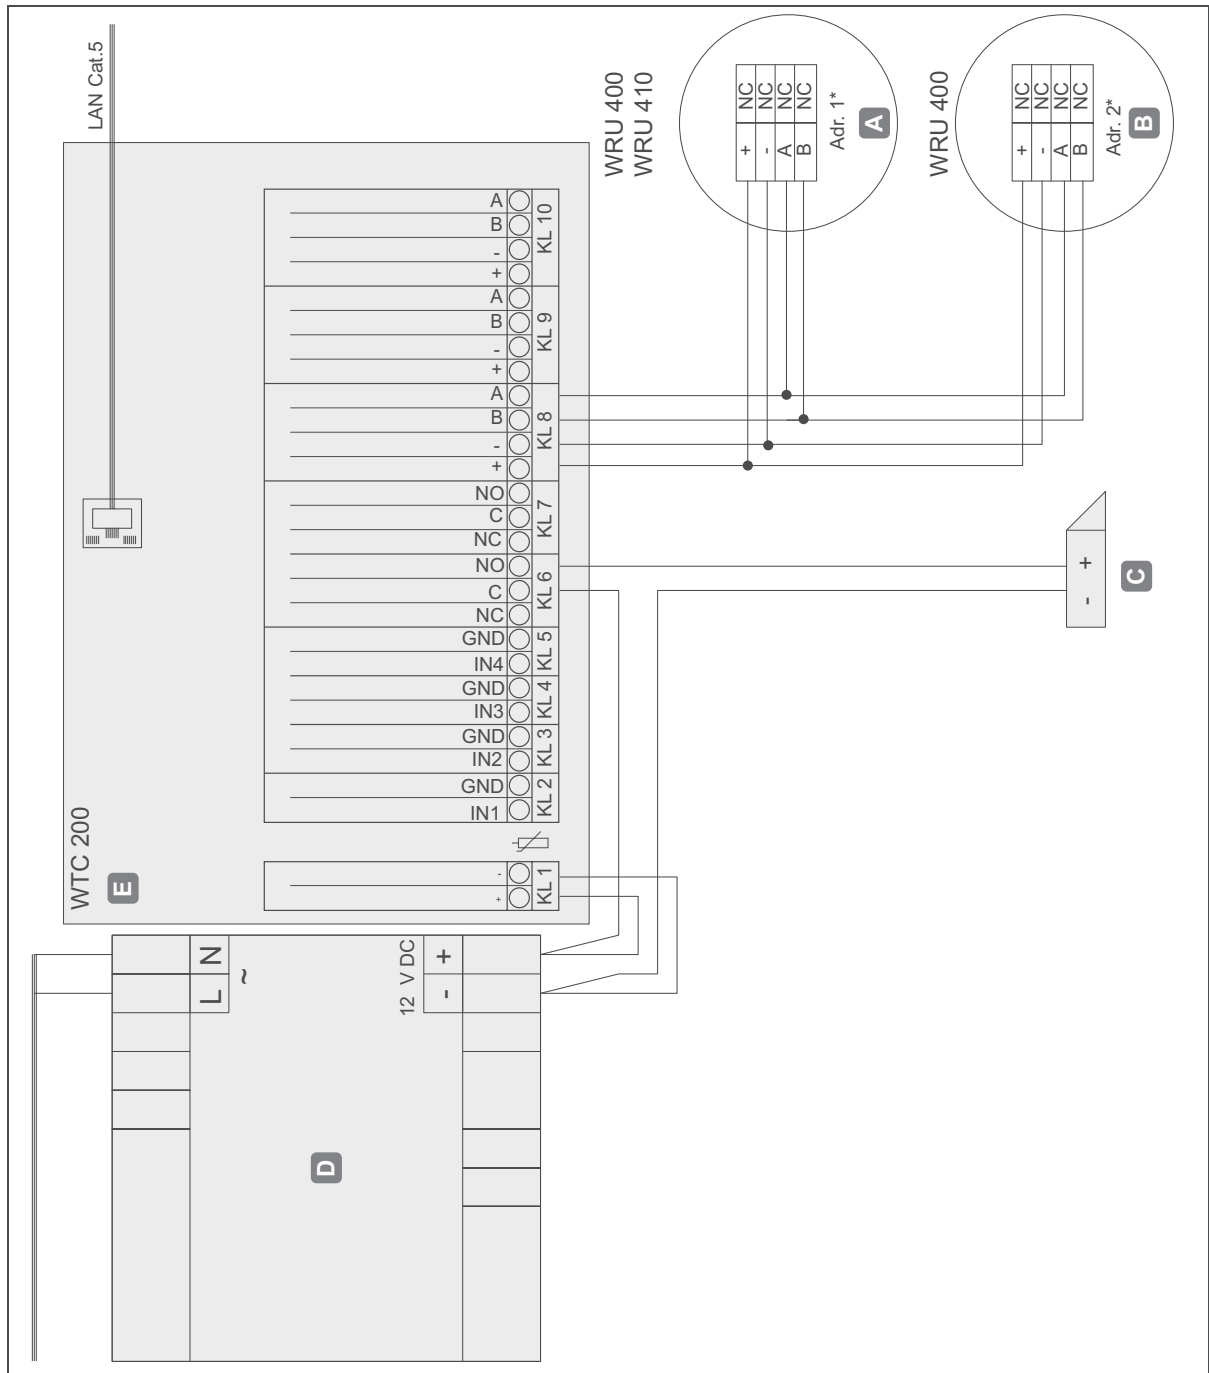 LAN Cat.5
WRU 400
WRU 410
+ NC
- NC
A NC
B NC
Adr. 1*
A
WRU 400
+ NC
- NC
A NC
B NC
Adr. 2*
B
A
B
-
+
KL 10
A
B
-
+
KL 9
A
B
-
+
KL 8
NO
C
NC
KL 7
NO
C
NC
KL 6
GND
IN4
KL 5
GND
IN3
KL 4
GND
IN2
KL 3
GND
IN1
KL 2
-
+
KL 1
WTC 200
E
- +
C
L N
~
12 V DC
- +
D